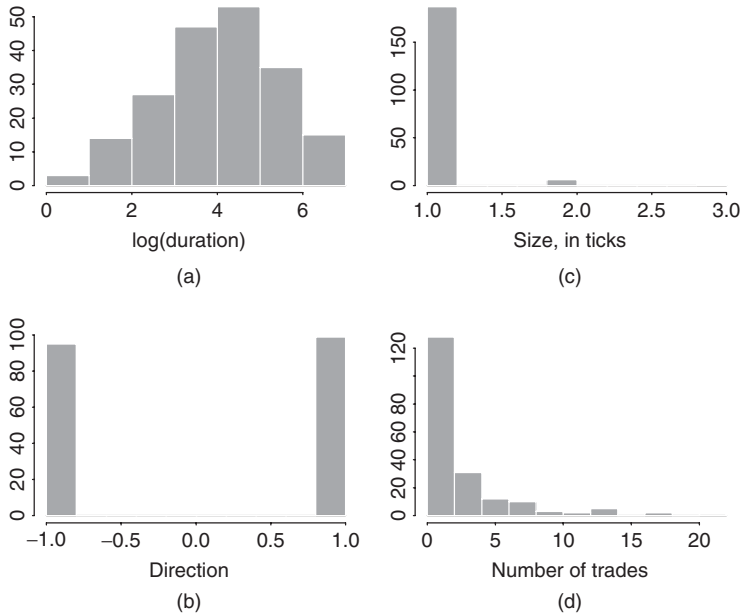 0 10 20 30 40 50
0 2 4 6
log(duration)
(a)
0 50 100 150
1.0 1.5 2.0 2.5 3.0
Size, in ticks
(c)
0 20 40 60 80 100
−1.0 −0.5 0.0 0.5 1.0
Direction
(b)
0 20 40 60 80 120
0 5 10 15 20
Number of trades
(d)